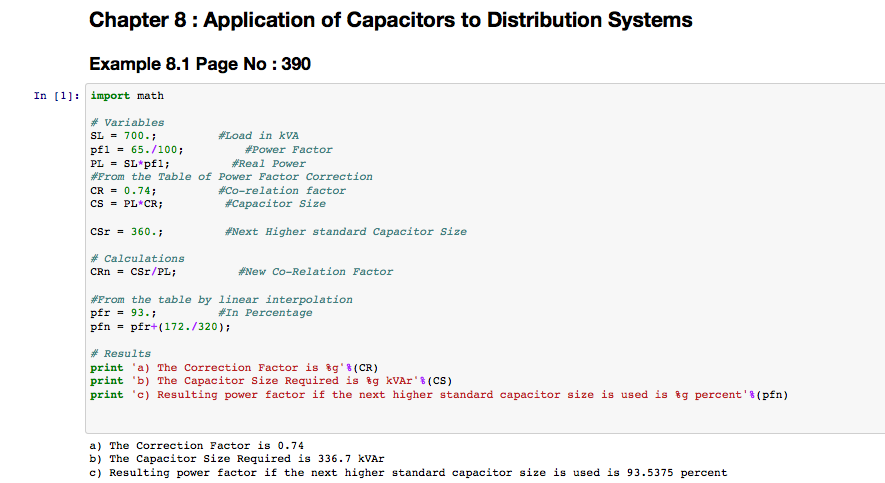 Chapter 8 : Application of Capacitors to Distribution Systems
Example 8.1 Page No : 390
In [1]: import math
# Variables
SL = 700.; #Load in kVA
pf1 = 65./100; #Power Factor
PL = SL*pf1; #Real Power
#From the Table of Power Factor Correction
CR = 0.74; #Co-relation factor
CS = PL*CR; #Capacitor Size
CSr = 360.; #Next Higher standard Capacitor Size
# Calculations
CRn = CSr/PL; #New Co-Relation Factor
#From the table by linear interpolation
pfr = 93.; #In Percentage
pfn = pfr+(172./320);
# Results
print 'a) The Correction Factor is %g'%(CR)
print 'b) The Capacitor Size Required is %g kVAr'%(CS)
print 'c) Resulting power factor if the next higher standard capacitor size is used is %g percent'%(pfn)
a) The Correction Factor is 0.74
b) The Capacitor Size Required is 336.7 kVAr
c) Resulting power factor if the next higher standard capacitor size is used is 93.5375 percent